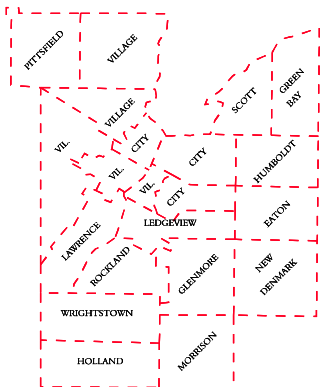 PITTSFIELD
VILLAGE
SCOTT
GREEN
BAY
VILLAGE
VIL.
CITY
CITY
HUMBOLDT
VIL.
VIL.
CITY
LEDGEVIEW
EATON
LAWRENCE
ROCKLAND
GLENMORE
NEW
DENMARK
WRIGHTSTOWN
HOLLAND
MORRISON